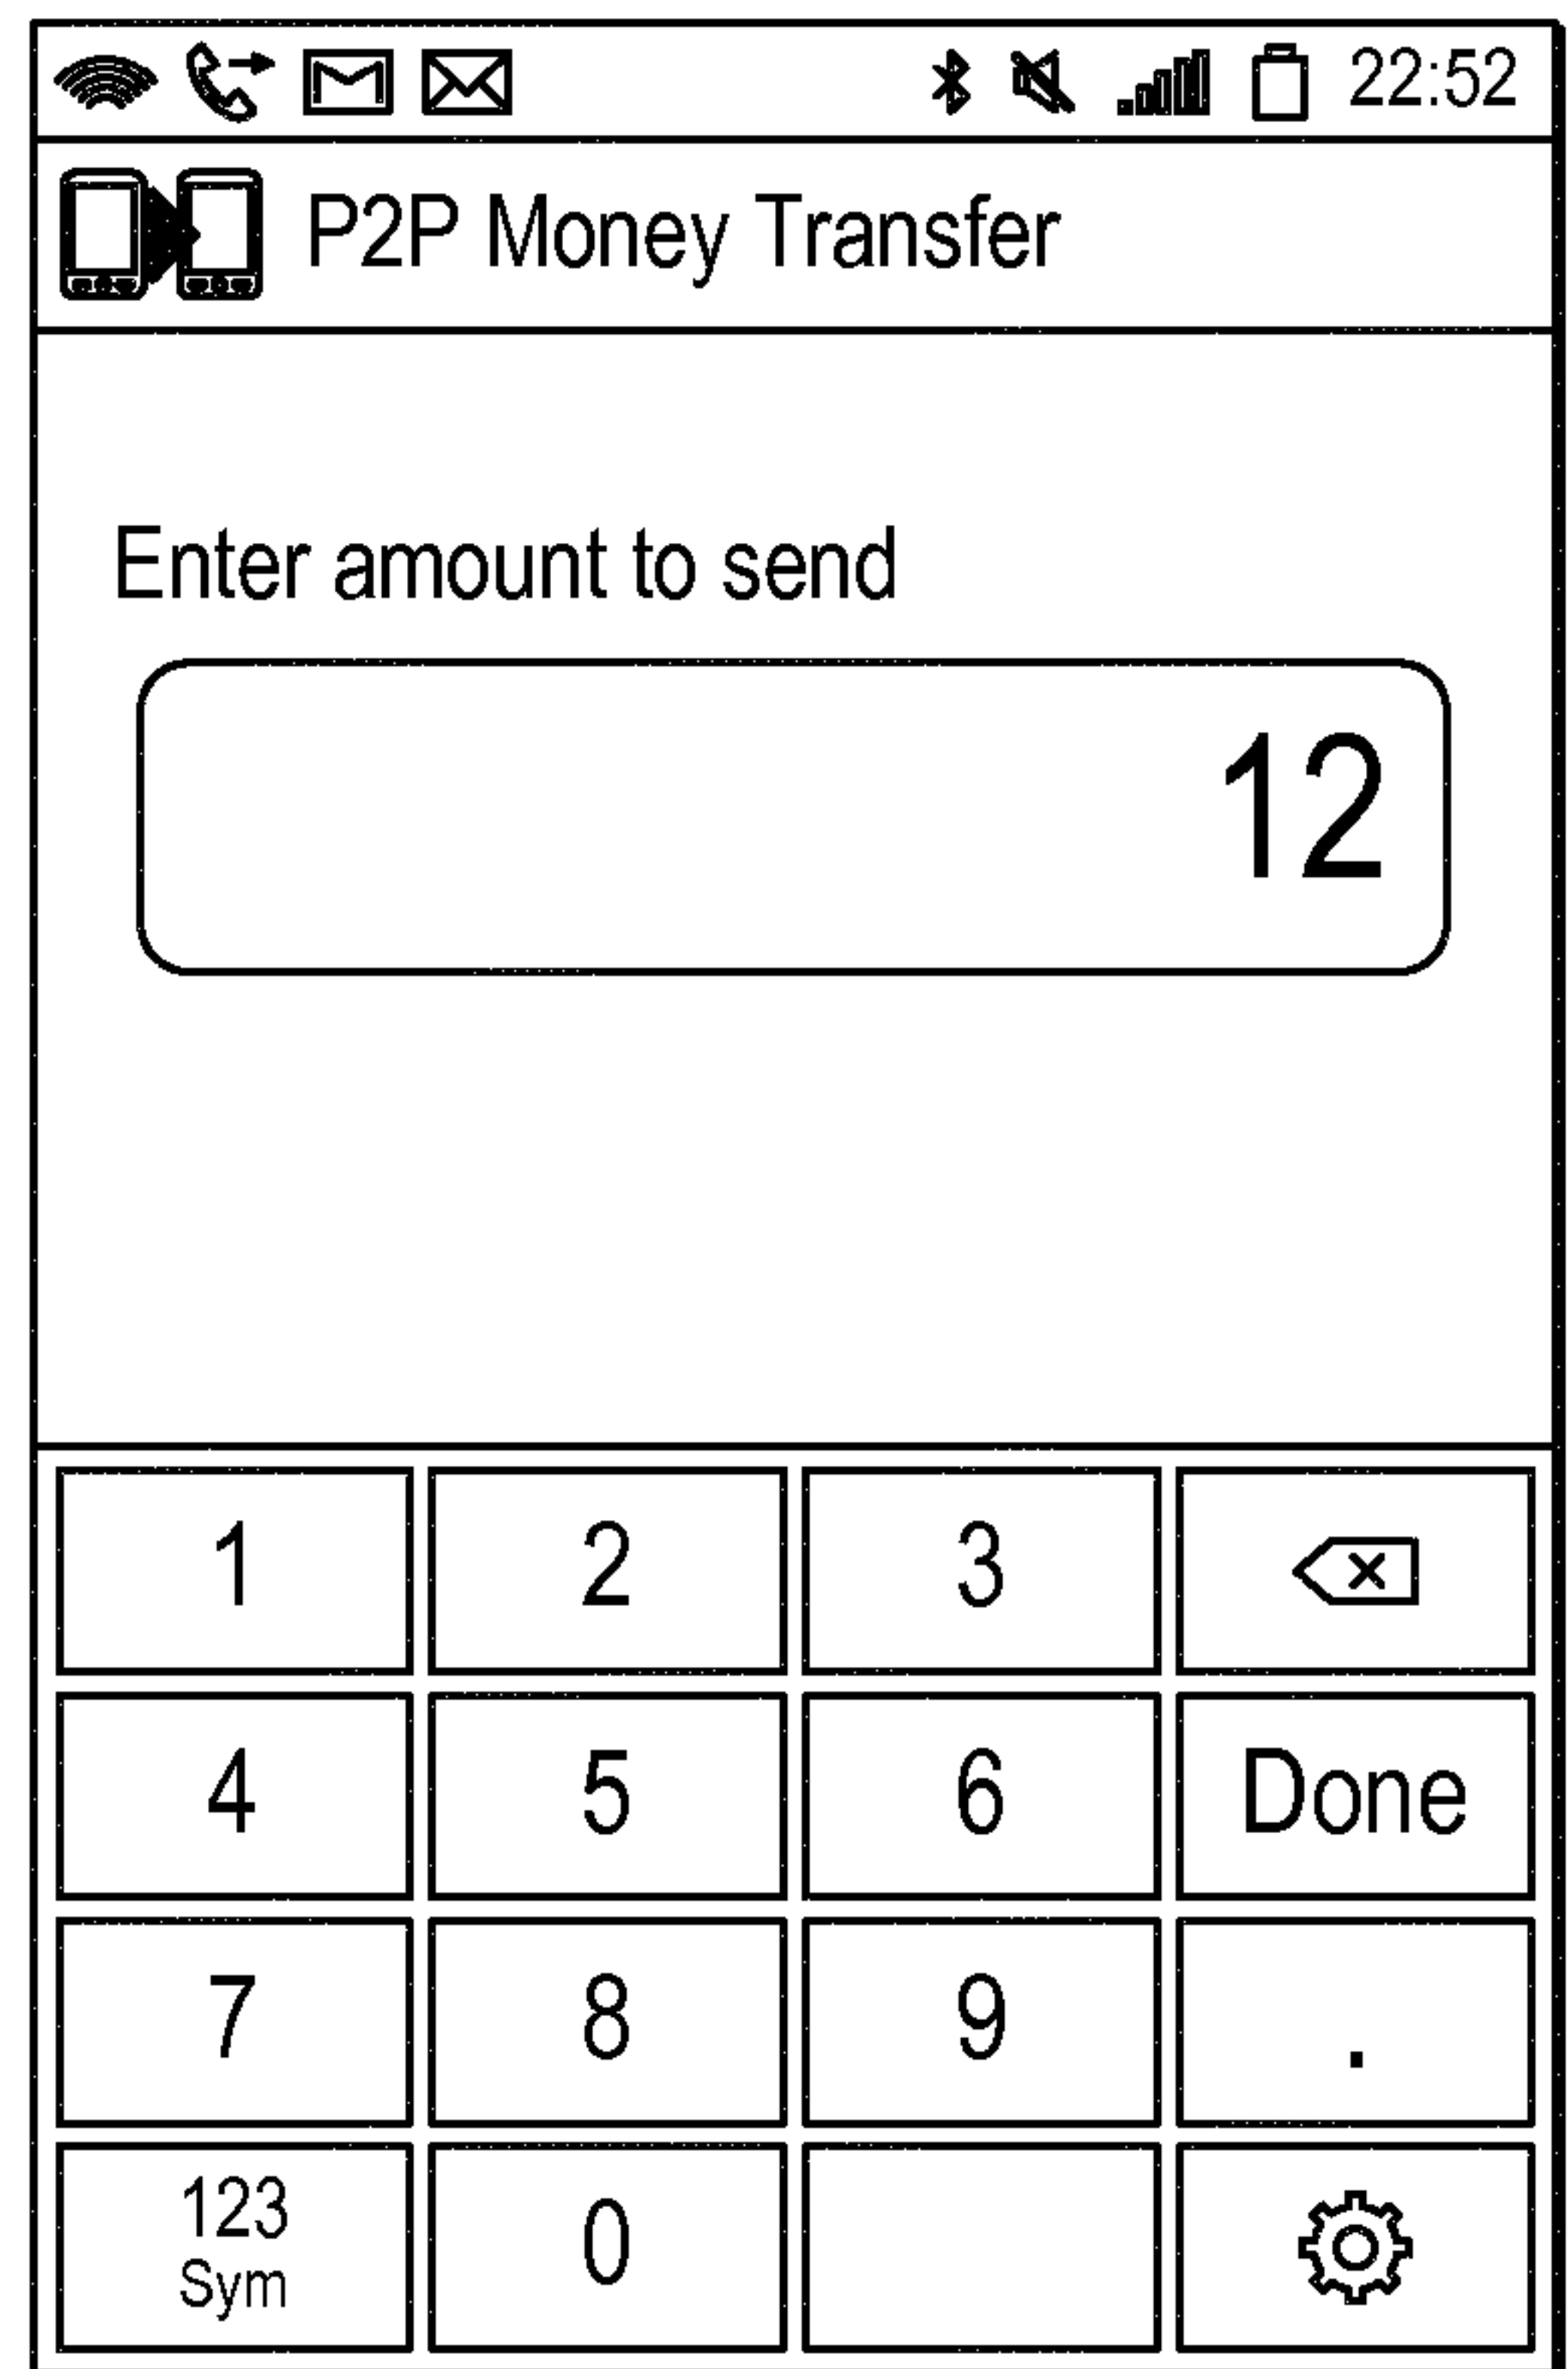 22:52
P2P Money Transfer
Enter amount to send
12
1 2 3
4 5 6 Done
7 8 9 .
123
Sym 0